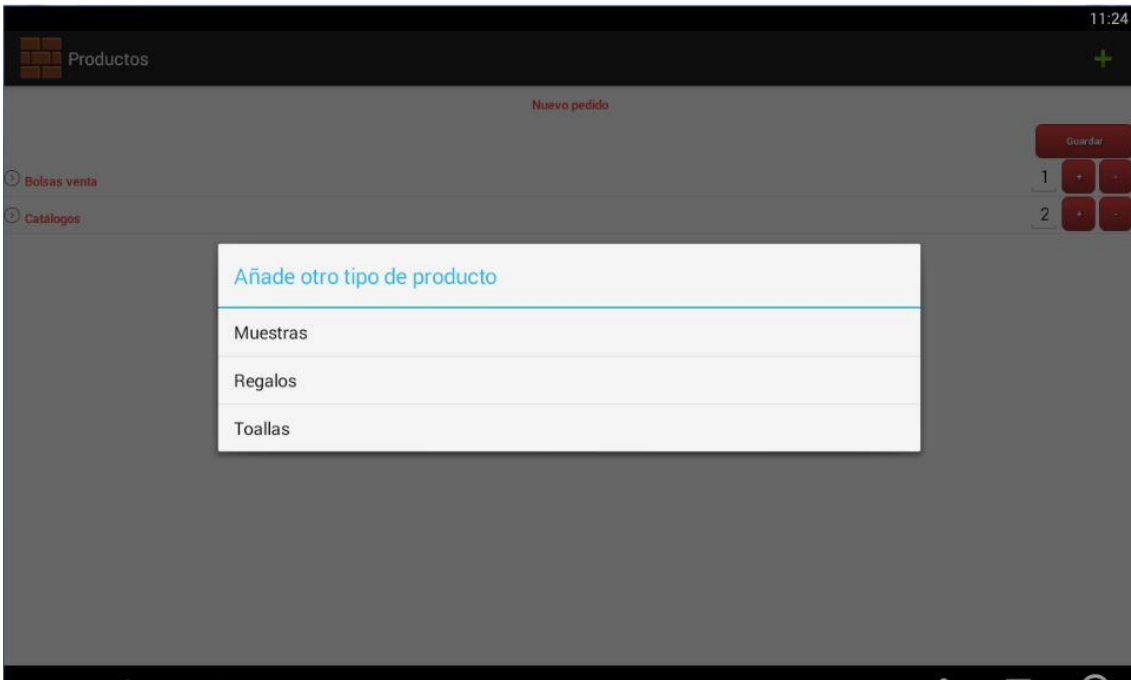 11:24
Productos
+
Nuevo pedido
Guardar
Bolsas venta 1 + -
Catálogos 2 + -
Añade otro tipo de producto
Muestras
Regalos
Toallas